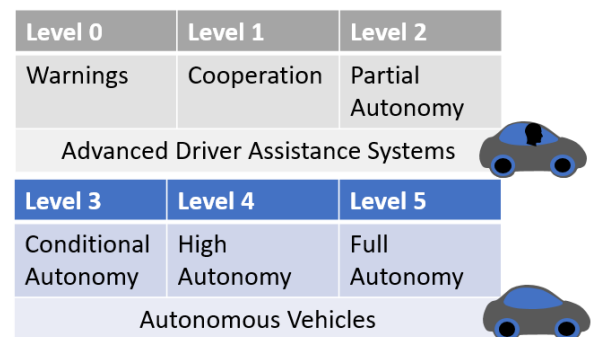 Level 0 Level 1 Level 2
Warnings Cooperation Partial
Autonomy
Advanced Driver Assistance Systems
Level 3 Level 4 Level 5
Conditional High Full
Autonomy Autonomy Autonomy
Autonomous Vehicles